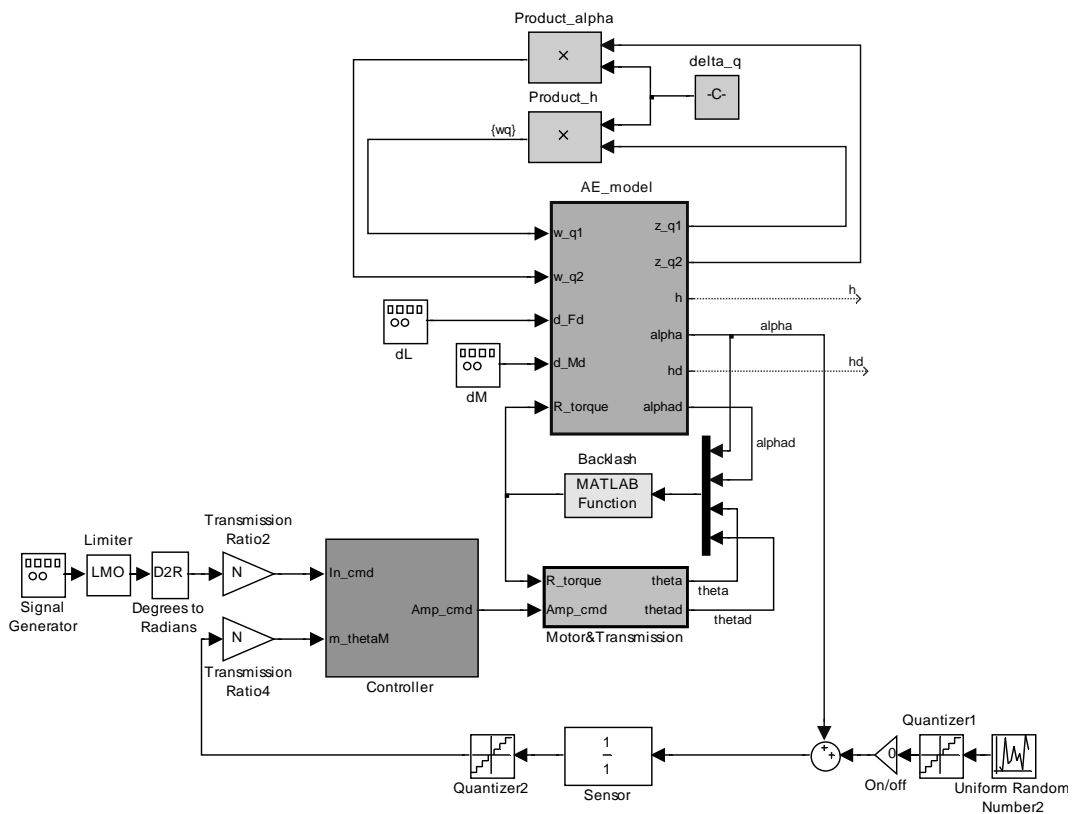 Product_alpha
×
delta_q
-C-
Product_h
{wq}
×
AE_model
w_q1
z_q1
w_q2
z_q2
h
h
d_Fd
alpha
alpha
dL
d_Md
hd
hd
dM
R_torque
alphad
alphad
Backlash
MATLAB
Function
Transmission
Ratio2
Limiter
LMO
D2R
N
In_cmd
R_torque
theta
theta
Signal
Generator
Degrees to
Radians
Amp_cmd
Amp_cmd
thetad
thetad
N
m_thetaM
Motor&Transmission
Transmission
Ratio4
Controller
Quantizer1
1
1
+
+
0
Quantizer2
Sensor
On/off
Uniform Random
Number2